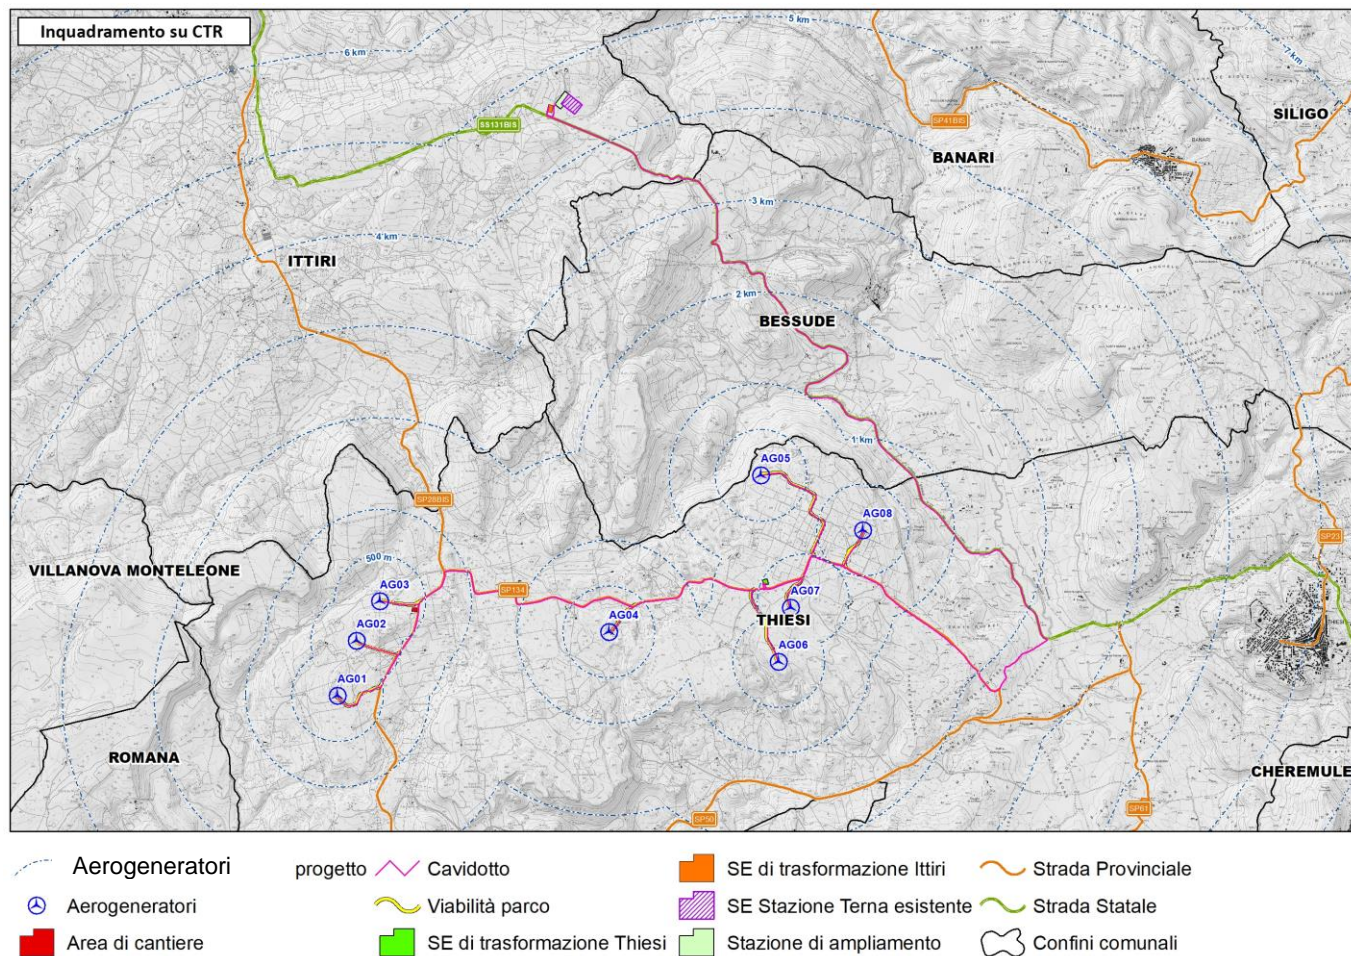 Inquadramento su CTR
5 km
6 km
7 km
SS131BIS
SP41BIS
SILIGO
BANARI
BANARI
3 km
4 km
ITTIRI
2 km
BESSUDE
1 km
AG05
SP28BIS
AG08
SP23
500 m
VILLANOVA MONTELEONE
AG03
SP134
AG07
AG04
THIESI
THIESI
AG02
AG06
AG01
ROMANA
CHEREMULE
SP50
SP61
Aerogeneratori progetto
Cavidotto
SE di trasformazione Ittiri
Strada Provinciale
Aerogeneratori
Viabilità parco
SE Stazione Terna esistente
Strada Statale
Area di cantiere
SE di trasformazione Thiesi
Stazione di ampliamento
Confini comunali